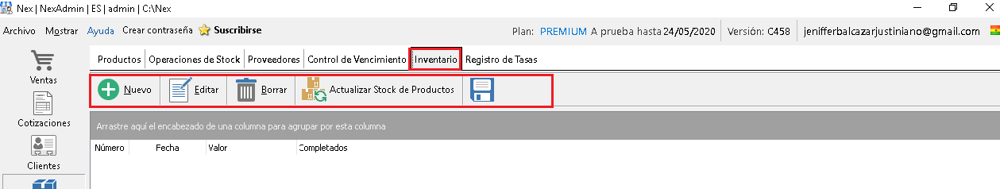 Nex | NexAdmin | ES | admin | C:\Nex
Archivo Mostrar Ayuda Crear contraseña Suscribirse Plan: PREMIUM A prueba hasta 24/05/2020 Versión: C458 jenifferbalcazarjustiniano@gmail.com
Productos Operaciones de Stock Proveedores Control de Vencimiento Inventario Registro de Tasas
Ventas
Cotizaciones
Clientes
Nuevo Editar Borrar Actualizar Stock de Productos
Arrastre aquí el encabezado de una columna para agrupar por esta columna
Número Fecha Valor Completados